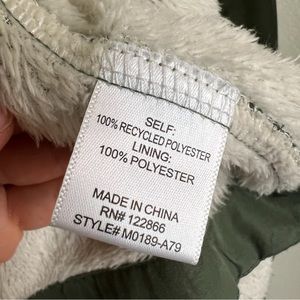 SELF:
100% RECYCLED POLYESTER
LINING:
100% POLYESTER
MADE IN CHINA
RN# 122866
STYLE# M0189-A79